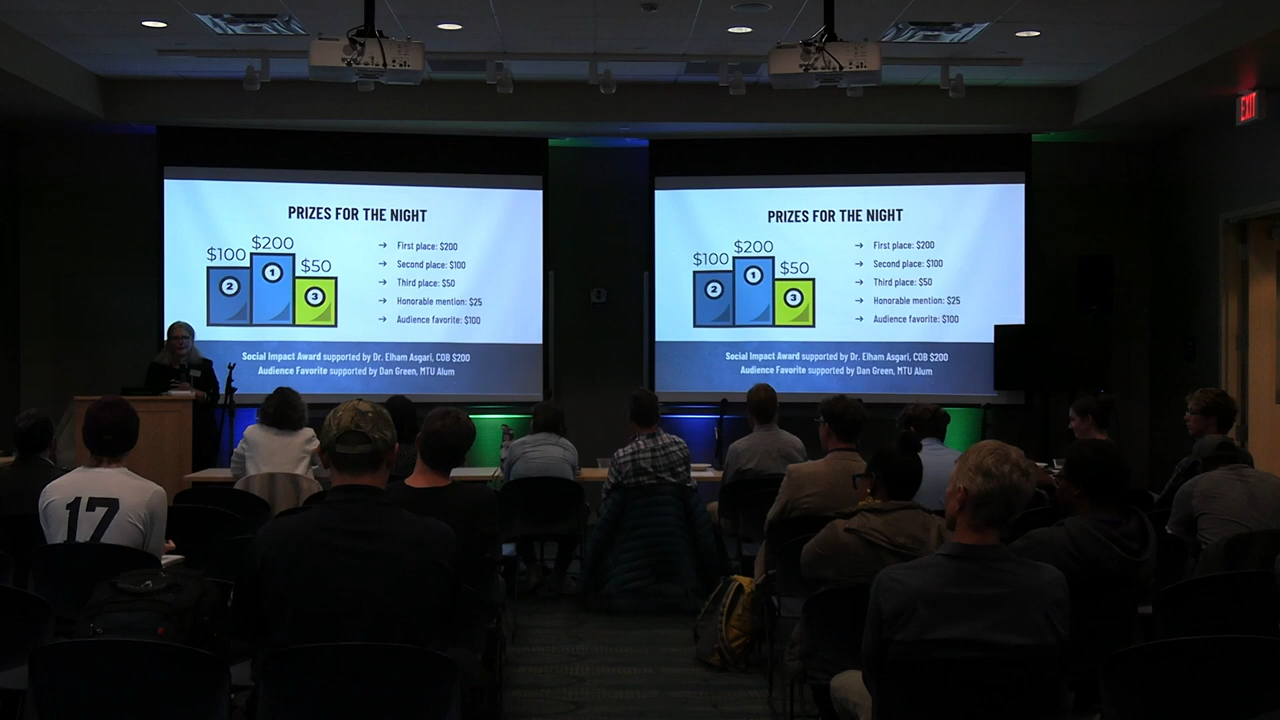 EXIT
PRIZES FOR THE NIGHT
$200
$100
$50
1
2
3
→ First place: $200
→ Second place: $100
→ Third place: $50
→ Honorable mention: $25
→ Audience favorite: $100
Social Impact Award supported by Dr. Elham Asgari, COB $200
Audience Favorite supported by Dan Green, MTU Alum
PRIZES FOR THE NIGHT
$200
$100
$50
1
2
3
→ First place: $200
→ Second place: $100
→ Third place: $50
→ Honorable mention: $25
→ Audience favorite: $100
Social Impact Award supported by Dr. Elham Asgari, COB $200
Audience Favorite supported by Dan Green, MTU Alum
17